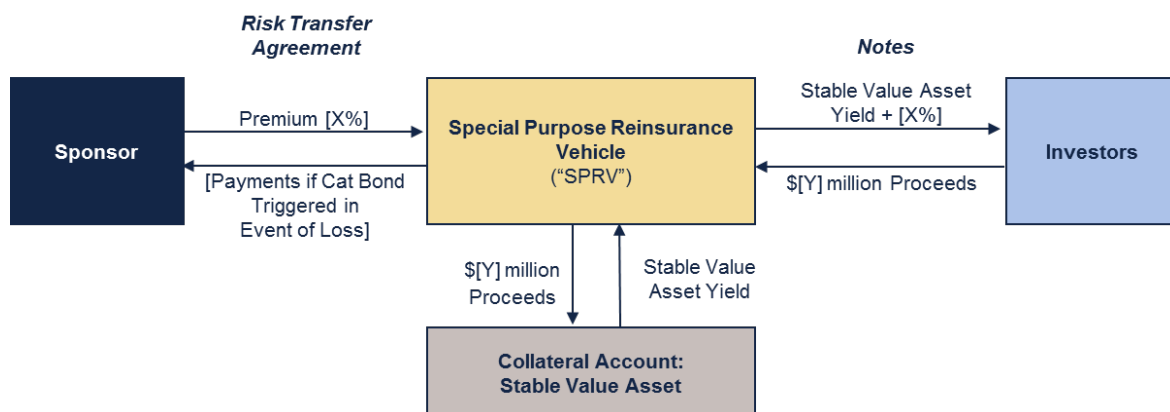 Risk Transfer
Agreement
Notes
Sponsor
Premium [X%]
[Payments if Cat Bond
Triggered in
Event of Loss]
Special Purpose Reinsurance
Vehicle
(“SPRV”)
Stable Value Asset
Yield + [X%]
$[Y] million Proceeds
Investors
$[Y] million
Proceeds
Stable Value
Asset Yield
Collateral Account:
Stable Value Asset